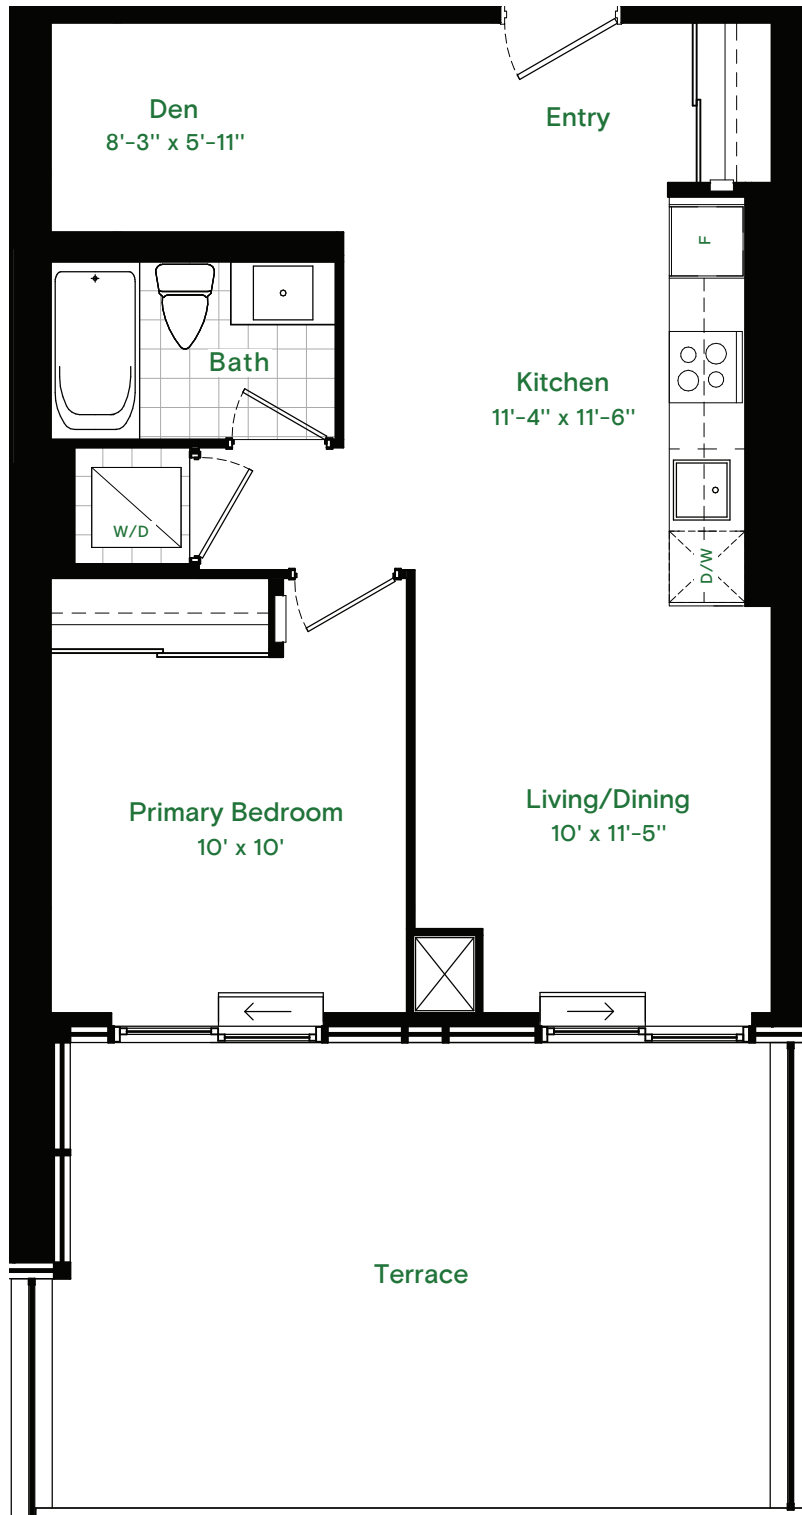 Den
8'-3" x 5'-11"
Entry
F
Bath
Kitchen
11'-4" x 11'-6"
W/D
D/W
Primary Bedroom
10' x 10'
Living/Dining
10' x 11'-5"
Terrace